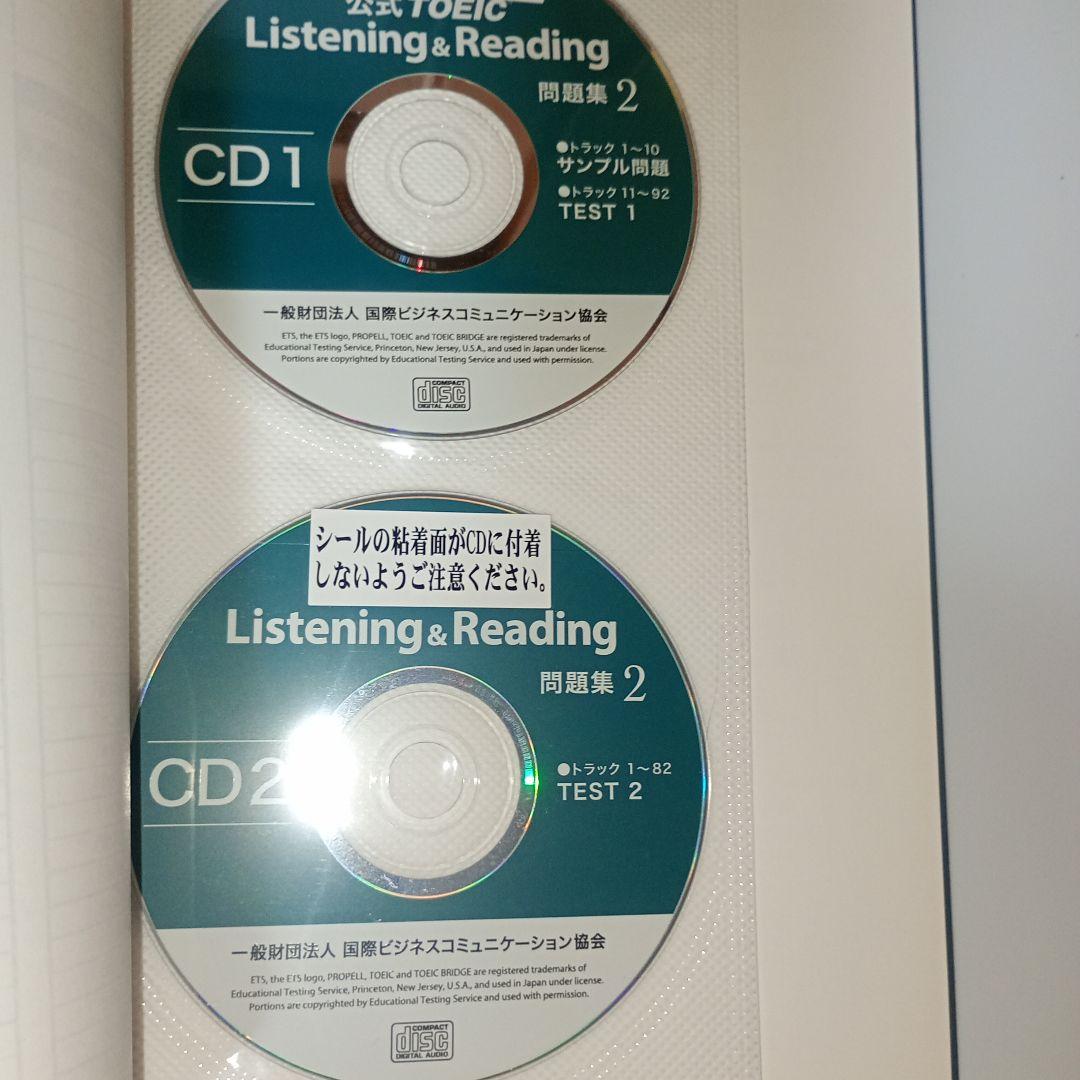 公式 TOEIC
Listening & Reading
問題集 2
CD 1
●トラック 1〜10
サンプル問題
●トラック 11〜92
TEST 1
一般財団法人 国際ビジネスコミュニケーション協会
ETS, the ETS logo, PROPELL, TOEIC and TOEIC BRIDGE are registered trademarks of
Educational Testing Service, Princeton, New Jersey, U.S.A., and used in Japan under license.
Portions are copyrighted by Educational Testing Service and used with permission.
COMPACT
disc
DIGITAL AUDIO
シールの粘着面がCDに付着
しないようご注意ください。
Listening & Reading
問題集 2
CD 2
●トラック 1〜82
TEST 2
一般財団法人 国際ビジネスコミュニケーション協会
ETS, the ETS logo, PROPELL, TOEIC and TOEIC BRIDGE are registered trademarks of
Educational Testing Service, Princeton, New Jersey, U.S.A., and used in Japan under license.
Portions are copyrighted by Educational Testing Service and used with permission.
COMPACT
disc
DIGITAL AUDIO